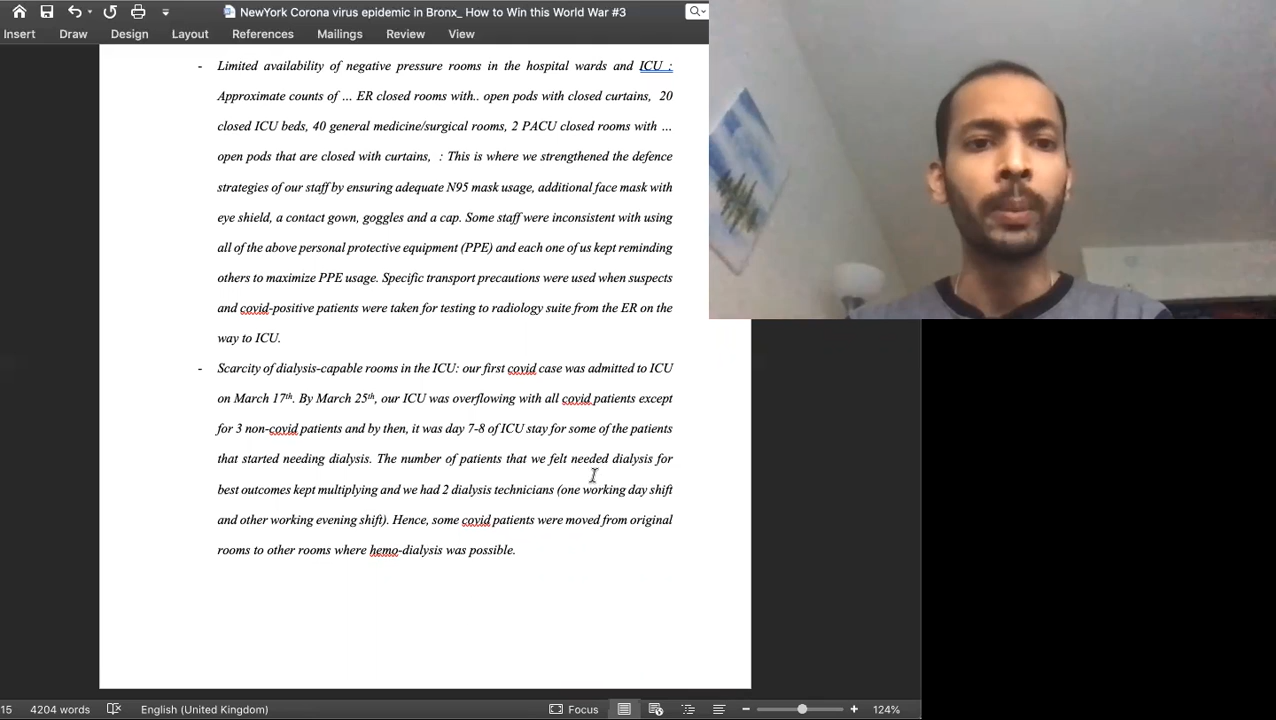 NewYork Corona virus epidemic in Bronx_ How to Win this World War #3
Insert Draw Design Layout References Mailings Review View
- Limited availability of negative pressure rooms in the hospital wards and ICU :
Approximate counts of ... ER closed rooms with.. open pods with closed curtains, 20
closed ICU beds, 40 general medicine/surgical rooms, 2 PACU closed rooms with ...
open pods that are closed with curtains, : This is where we strengthened the defence
strategies of our staff by ensuring adequate N95 mask usage, additional face mask with
eye shield, a contact gown, goggles and a cap. Some staff were inconsistent with using
all of the above personal protective equipment (PPE) and each one of us kept reminding
others to maximize PPE usage. Specific transport precautions were used when suspects
and covid-positive patients were taken for testing to radiology suite from the ER on the
way to ICU.
- Scarcity of dialysis-capable rooms in the ICU: our first covid case was admitted to ICU
on March 17th. By March 25th, our ICU was overflowing with all covid patients except
for 3 non-covid patients and by then, it was day 7-8 of ICU stay for some of the patients
that started needing dialysis. The number of patients that we felt needed dialysis for
best outcomes kept multiplying and we had 2 dialysis technicians (one working day shift
and other working evening shift). Hence, some covid patients were moved from original
rooms to other rooms where hemo-dialysis was possible.
15 4204 words English (United Kingdom) Focus 124%